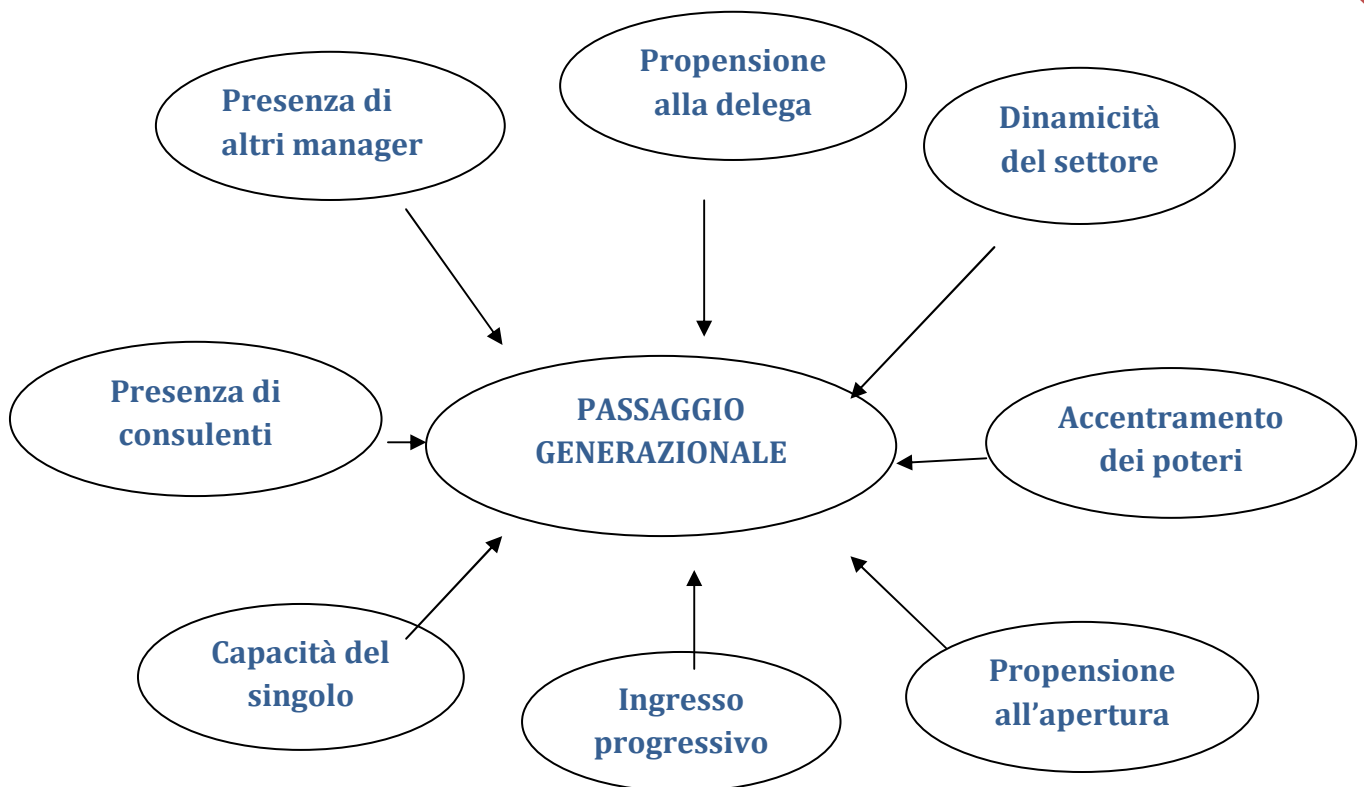 Propensione
alla delega
Presenza di
altri manager
Dinamicità
del settore
Presenza di
consulenti
PASSAGGIO
GENERAZIONALE
Accentramento
dei poteri
Capacità del
singolo
Ingresso
progressivo
Propensione
all’apertura